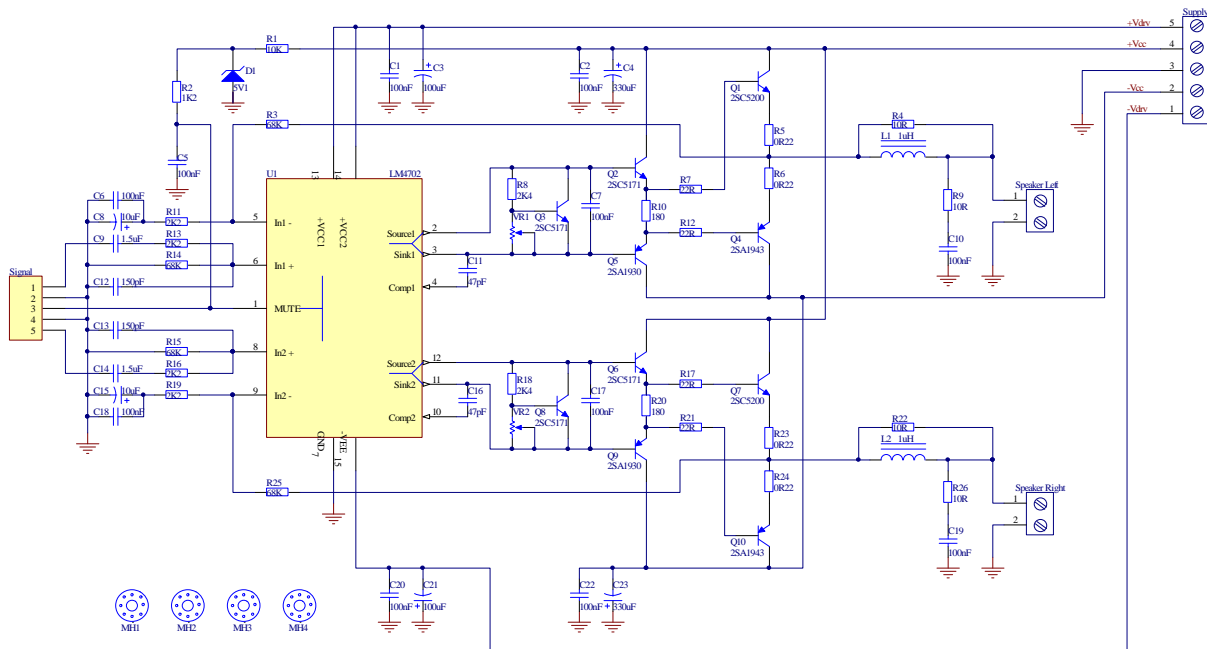 Supply
+Vdrv 5
+Vcc 4
3
-Vcc 2
-Vdrv 1
R1
10K
D1
5V1
R2
1K2
C1
100nF
C3
+
100uF
C2
100nF
C4
+
330uF
Q1
2SC5200
R3
68K
R5
0R22
R4
10R
L1 1uH
C5
100nF
U1
LM4702
13
14
+VCC1
+VCC2
Q2
2SC5171
R7
22R
R6
0R22
C6
100nF
C8
10uF
+
R11
2K2
5
In1 -
R8
2K4
VR1
Q3
2SC5171
C7
100nF
R10
180
R9
10R
Speaker Left
1
2
C9
1.5uF
R13
2K2
Source1
2
R12
22R
Q4
2SA1943
R14
68K
6
In1 +
Sink1
3
C11
47pF
Q5
2SA1930
C10
100nF
Signal
1
2
3
4
5
C12
150pF
Comp1
4
1
MUTE
C13
150pF
R15
68K
8
In2 +
Source2
12
Q6
2SC5171
R17
22R
Q7
2SC5200
C14
1.5uF
R16
2K2
Sink2
11
R18
2K4
C16
47pF
C17
100nF
R20
180
C15
10uF
+
R19
2K2
9
In2 -
VR2
Q8
2SC5171
R21
22R
C18
100nF
Comp2
10
R22
10R
L2 1uH
R23
0R22
GND
7
-VEE
15
Q9
2SA1930
R24
0R22
R25
68K
R26
10R
Speaker Right
1
2
Q10
2SA1943
C19
100nF
C20
100nF
C21
+
100uF
C22
100nF
C23
+
330uF
MH1
MH2
MH3
MH4